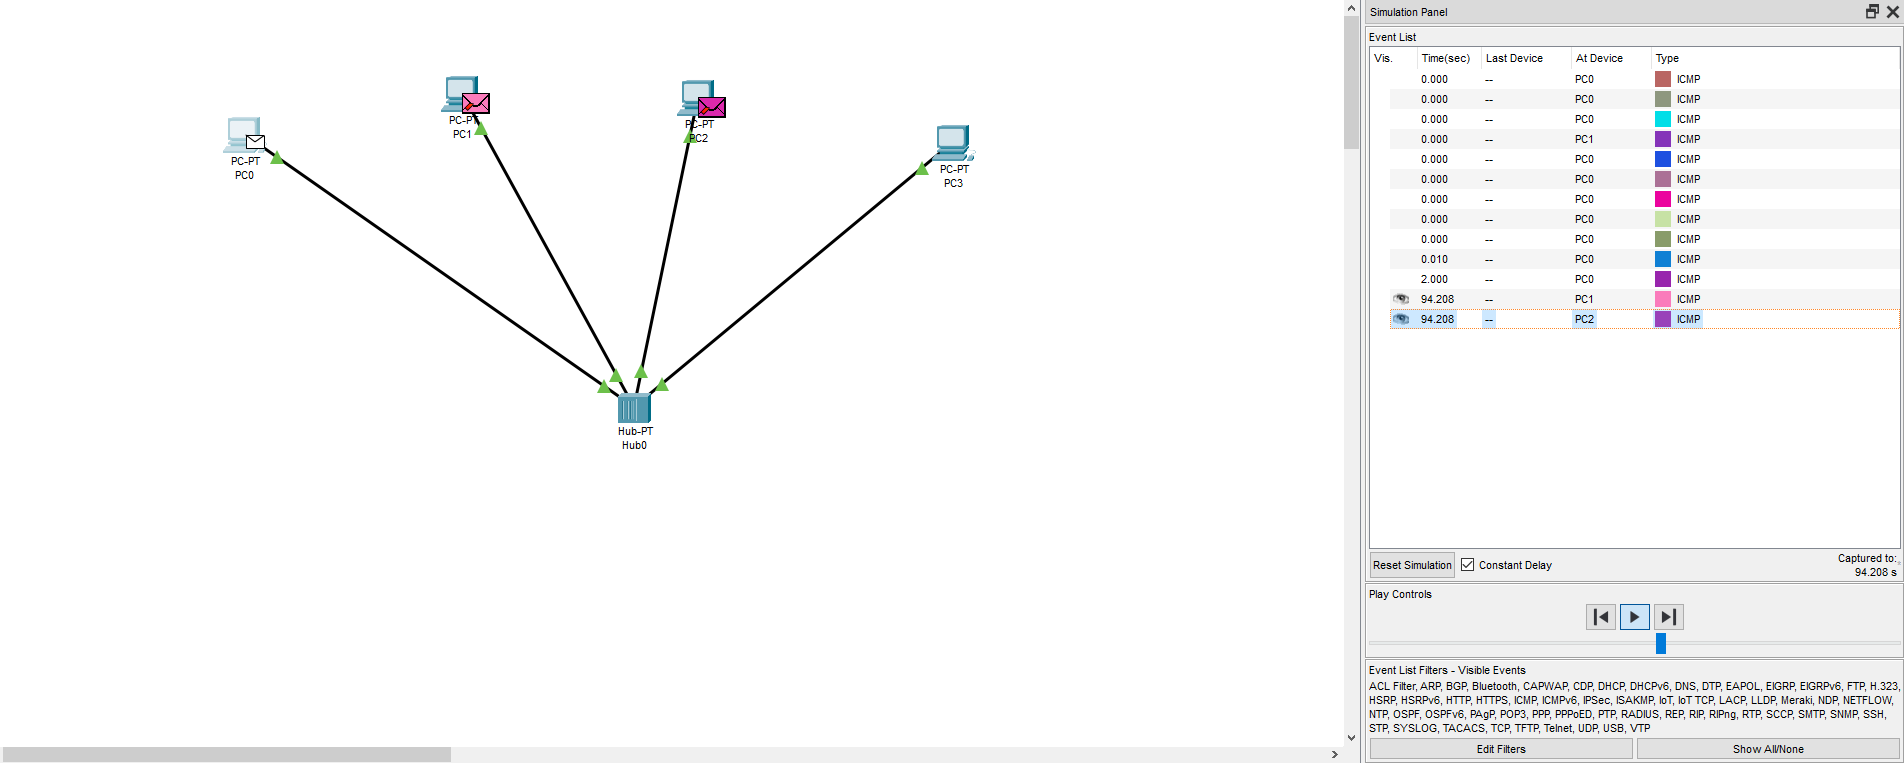 Simulation Panel
Event List
Vis. Time(sec) Last Device At Device Type
0.000 -- PC0 ICMP
0.000 -- PC0 ICMP
0.000 -- PC0 ICMP
0.000 -- PC1 ICMP
0.000 -- PC0 ICMP
0.000 -- PC0 ICMP
0.000 -- PC0 ICMP
0.000 -- PC0 ICMP
0.000 -- PC0 ICMP
0.010 -- PC0 ICMP
2.000 -- PC0 ICMP
94.208 -- PC1 ICMP
94.208 -- PC2 ICMP
PC-PT
PC0
PC-PT
PC1
PC-PT
PC2
PC-PT
PC3
Hub-PT
Hub0
Reset Simulation Constant Delay
Captured to:
94.208 s
Play Controls
Event List Filters - Visible Events
ACL Filter, ARP, BGP, Bluetooth, CAPWAP, CDP, DHCP, DHCPv6, DNS, DTP, EAPOL, EIGRP, EIGRPv6, FTP, H.323,
HSRP, HSRPv6, HTTP, HTTPS, ICMP, ICMPv6, IPSec, ISAKMP, IoT, IoT TCP, LACP, LLDP, Meraki, NDP, NETFLOW,
NTP, OSPF, OSPFv6, PAgP, POP3, PPP, PPPoED, PTP, RADIUS, REP, RIP, RIPng, RTP, SCCP, SMTP, SNMP, SSH,
STP, SYSLOG, TACACS, TCP, TFTP, Telnet, UDP, USB, VTP
Edit Filters Show All/None